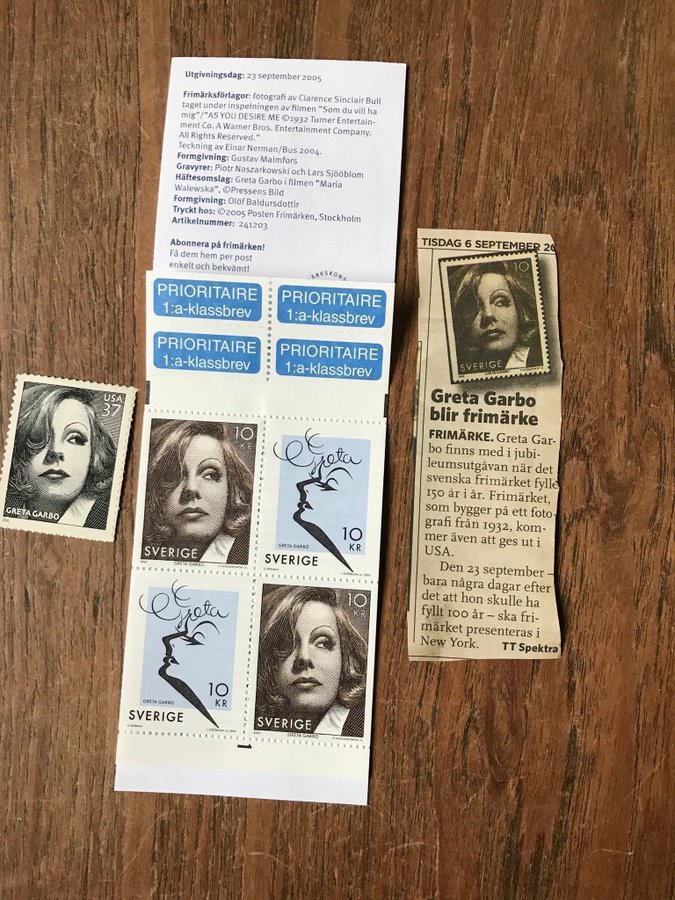 Utgivningsdag: 23 september 2005
Frimärksförlagor: fotografi av Clarence Sinclair Bull
taget under inspelningen av filmen "Som du vill ha
mig"/"AS YOU DESIRE ME ©1932 Turner Entertain-
ment Co. A Warner Bros. Entertainment Company.
All Rights Reserved."
Teckning av Einar Nerman/Bus 2004.
Formgivning: Gustav Malmfors
Gravyrer: Piotr Naszarkowski och Lars Sjööblom
Häftesomslag: Greta Garbo i filmen "Maria
Walewska", ©Pressens Bild
Formgivning: Olöf Baldursdottir
Tryckt hos: ©2005 Posten Frimärken, Stockholm
Artikelnummer: 241203
Abonnera på frimärken!
Få dem hem per post
enkelt och bekvämt!
PRIORITAIRE
1:a-klassbrev
PRIORITAIRE
1:a-klassbrev
PRIORITAIRE
1:a-klassbrev
PRIORITAIRE
1:a-klassbrev
USA
37
GRETA GARBO
10
KR
SVERIGE
GRETA GARBO
Greta
GRETA GARBO
10
KR
SVERIGE
Greta
GRETA GARBO
10
KR
SVERIGE
10
KR
SVERIGE
GRETA GARBO
1
TISDAG 6 SEPTEMBER 20
10
SVERIGE
Greta Garbo
blir frimärke
FRIMÄRKE. Greta Gar-
bo finns med i jubi-
leumsutgåvan när det
svenska frimärket fylle
150 år i år. Frimärket,
som bygger på ett foto-
grafi från 1932, kom-
mer även att ges ut i
USA.
Den 23 september –
bara några dagar efter
det att hon skulle ha
fyllt 100 år – ska fri-
märket presenteras i
New York. TT Spektra